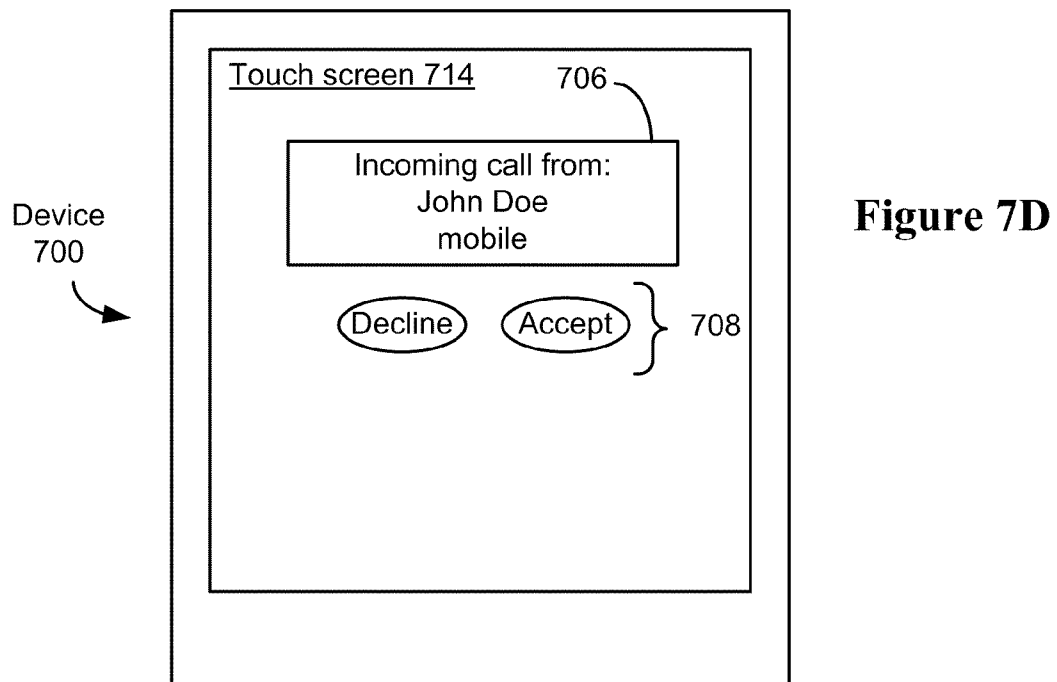 Touch screen 714
706
Incoming call from:
John Doe
mobile
Device
700
Figure 7D
Decline
Accept
708